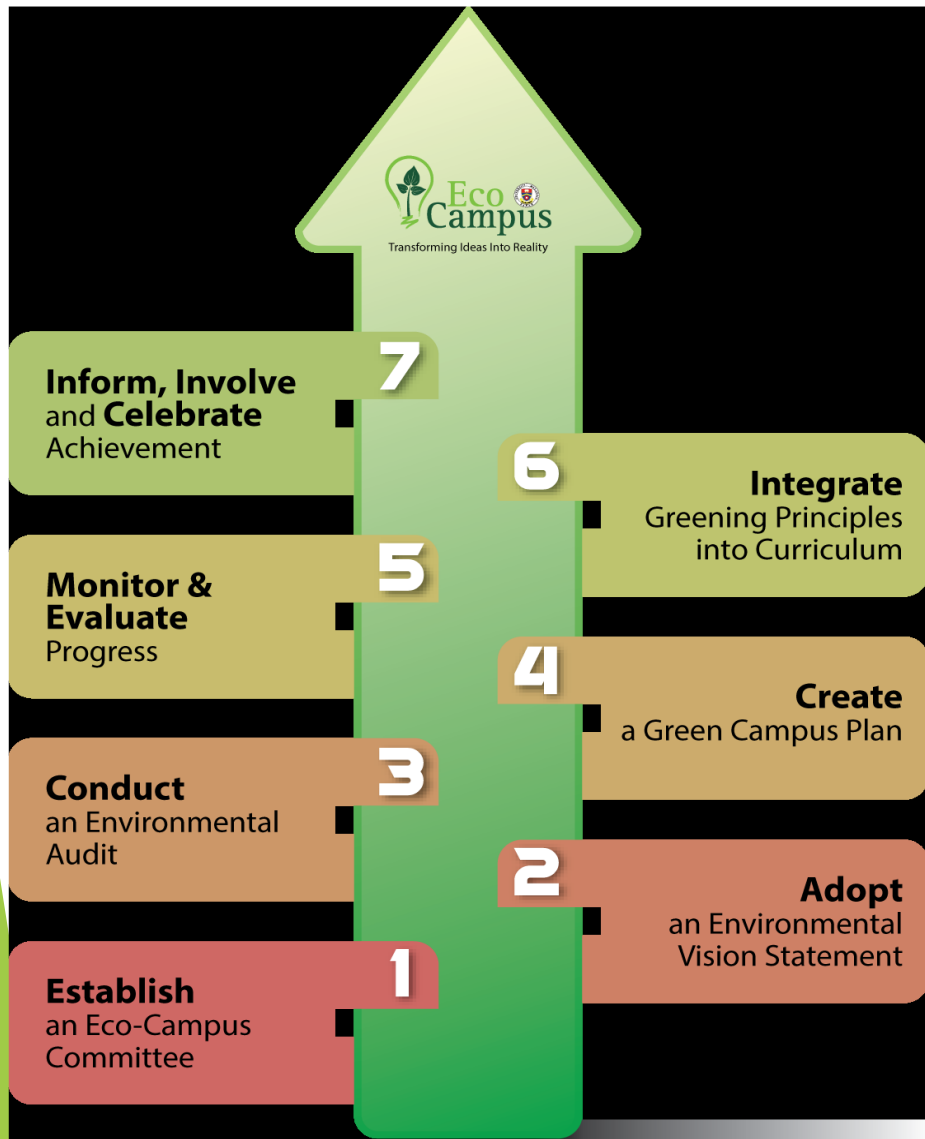 Eco
Campus
Transforming Ideas Into Reality
7
Inform, Involve
and Celebrate
Achievement
6
Integrate
Greening Principles
into Curriculum
5
Monitor &
Evaluate
Progress
4
Create
a Green Campus Plan
3
Conduct
an Environmental
Audit
2
Adopt
an Environmental
Vision Statement
1
Establish
an Eco-Campus
Committee